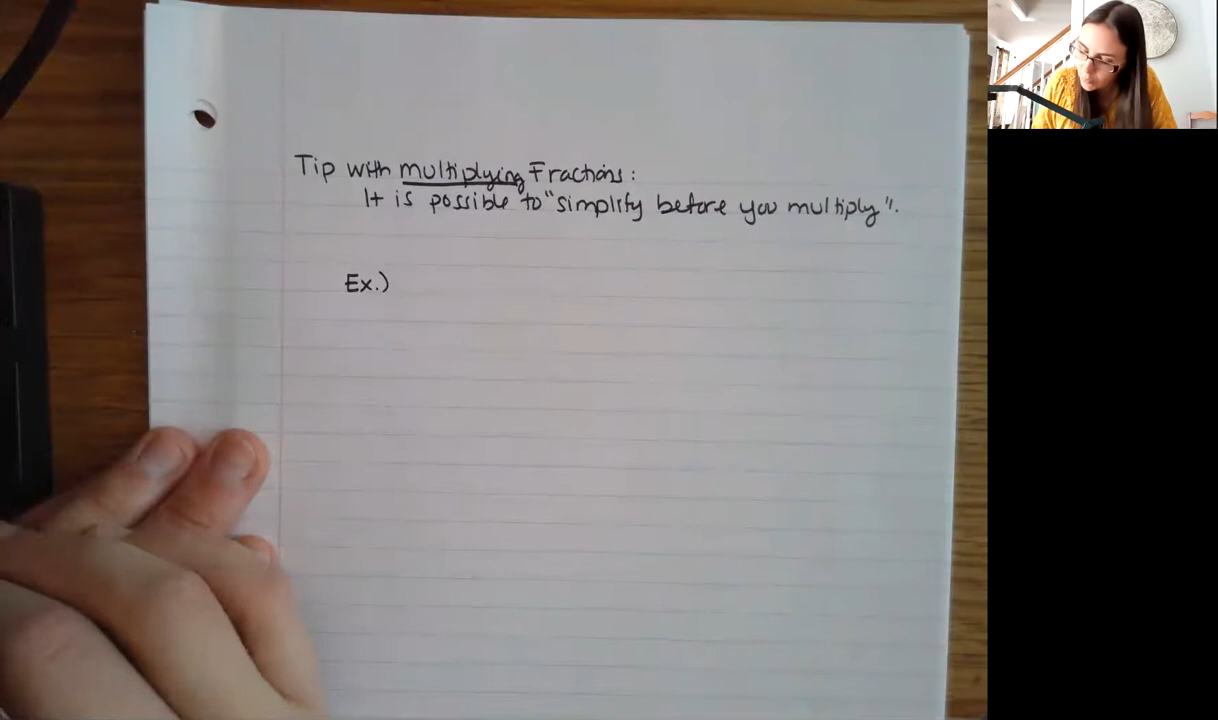 Tip with multiplying Fractions:
It is possible to "simplify before you multiply".
Ex.)